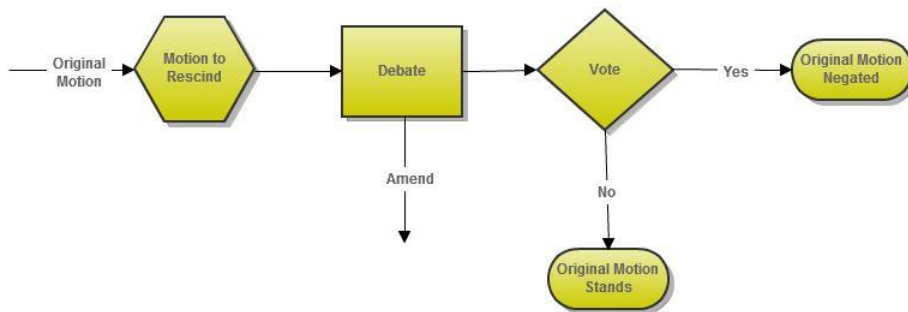 Original
Motion
Motion to
Rescind
Debate
Vote
Yes
Original Motion
Negated
Amend
No
Original Motion
Stands